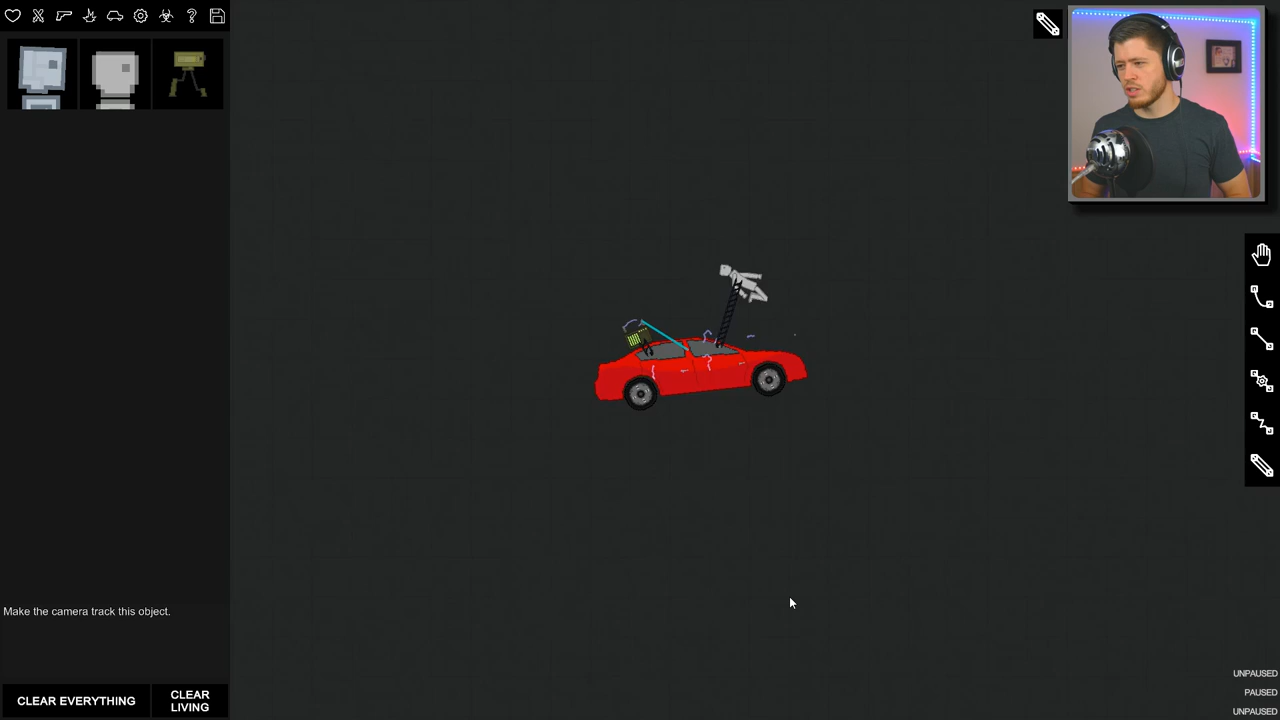 Make the camera track this object.
CLEAR EVERYTHING
CLEAR
LIVING
UNPAUSED
PAUSED
UNPAUSED